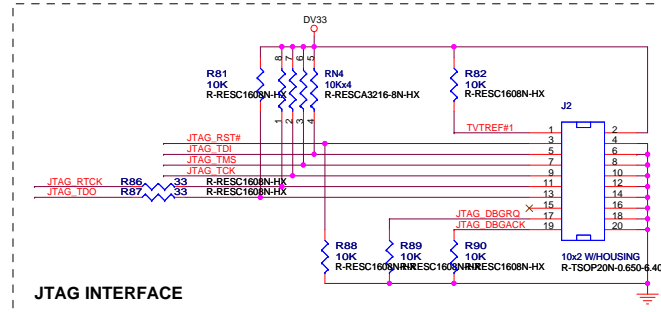 DV33
R81
10K
R-RESC1608N-HX
8
7
6
5
RN4
10Kx4
R-RESCA3216-8N-HX
1
2
3
4
R82
10K
R-RESC1608N-HX
J2
TVTREF#1
JTAG_RST#
JTAG_TDI
JTAG_TMS
JTAG_TCK
JTAG_RTCK
R86
33
R-RESC1608N-HX
JTAG_TDO
R87
33
R-RESC1608N-HX
1
2
3
4
5
6
7
8
9
10
11
12
13
14
15
16
17
18
19
20
JTAG_DBGRQ
JTAG_DBGACK
R88
10K
R-RESC1608N-HX
R89
10K
R-RESC1608N-HX
R90
10K
R-RESC1608N-HX
10x2 W/HOUSING
R-TSOP20N-0.650-6.40
JTAG INTERFACE